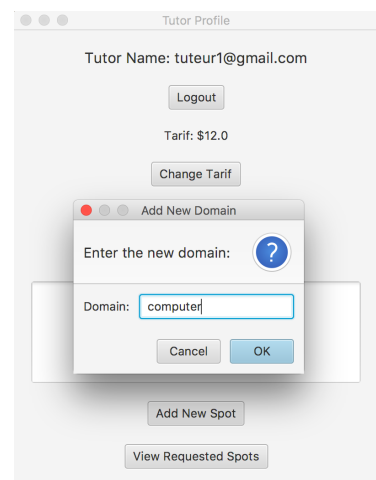 Tutor Profile
Tutor Name: tuteur1@gmail.com
Logout
Tarif: $12.0
Change Tarif
Add New Domain
Enter the new domain:
?
Domain: computer
Cancel OK
Add New Spot
View Requested Spots